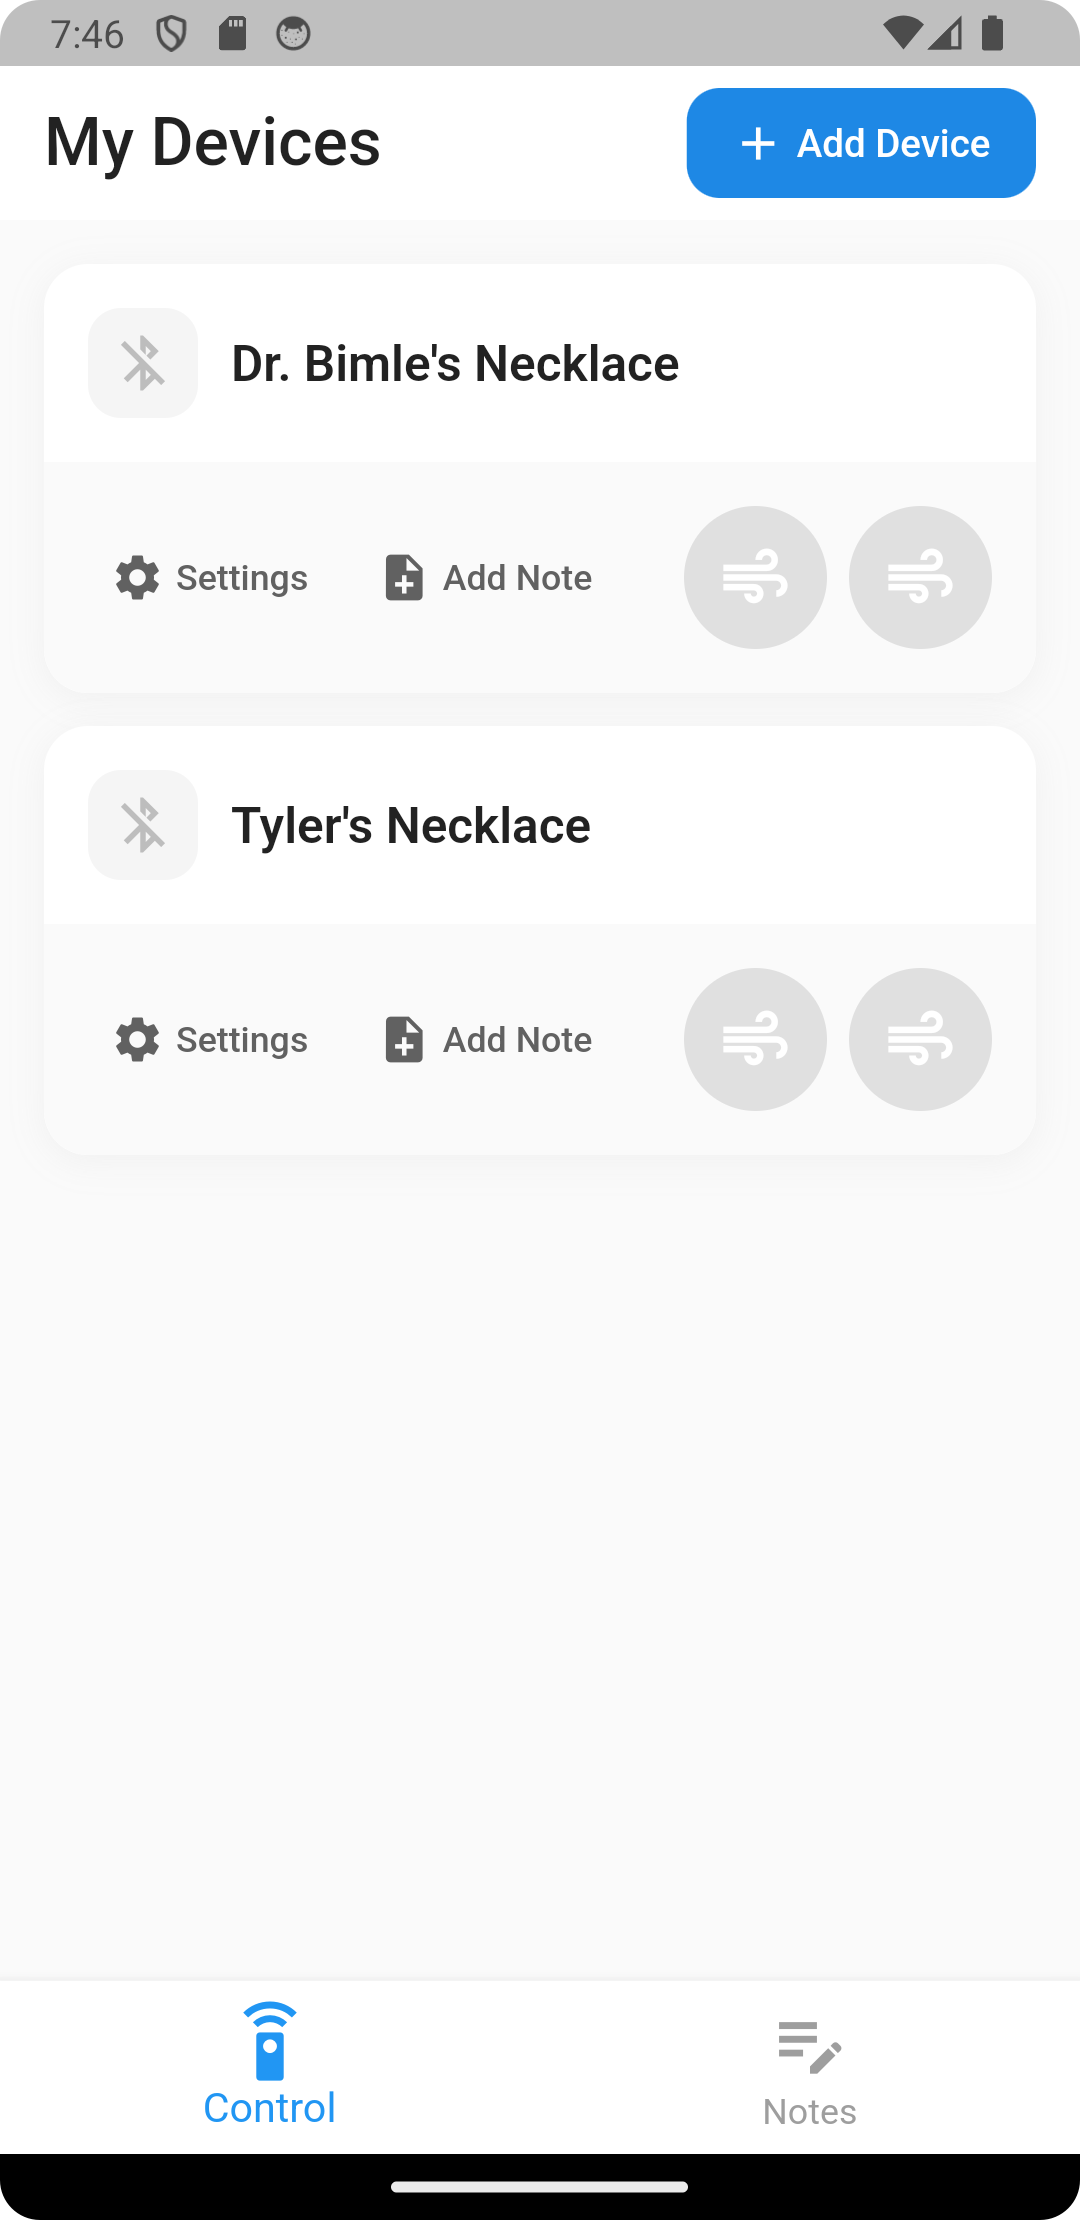 7:46
My Devices
Add Device
Dr. Bimle's Necklace
Settings
Add Note
Tyler's Necklace
Settings
Add Note
Control
Notes